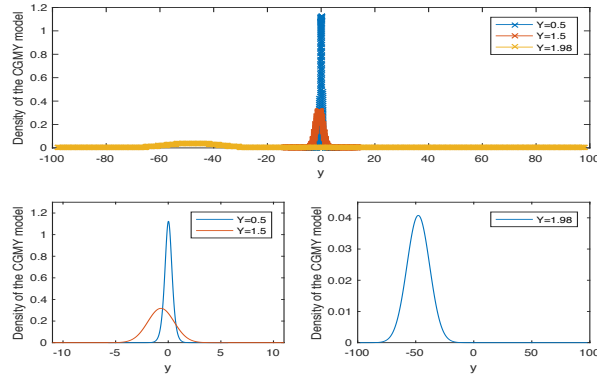 Density of the CGMY model
1.2
1
0.8
0.6
0.4
0.2
0
-100 -80 -60 -40 -20 0 20 40 60 80 100
y
Y=0.5
Y=1.5
Y=1.98
Density of the CGMY model
1.2
1
0.8
0.6
0.4
0.2
0
-10 -5 0 5 10
y
Y=0.5
Y=1.5
Density of the CGMY model
0.04
0.03
0.02
0.01
0
-100 -50 0 50 100
y
Y=1.98